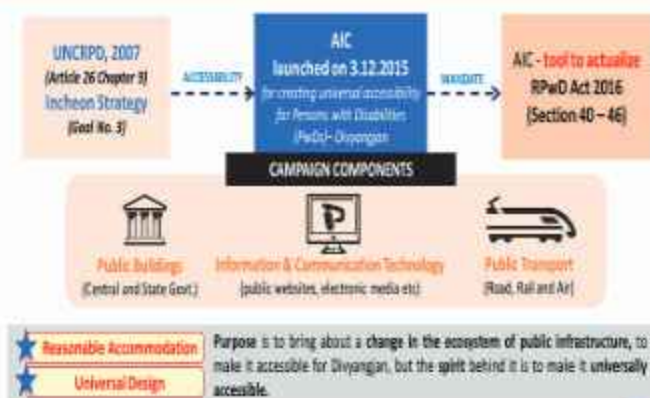 UNCRPD, 2007
(Article 26 Chapter 9)
Incheon Strategy
(Goal No. 3)
ACCESSIBILITY
AIC
launched on 3.12.2015
for creating universal accessibility
for Persons with Disabilities
(PwDs)- Divyangjan
MANDATE
AIC - tool to actualize
RPwD Act 2016
(Section 40 – 46)
CAMPAIGN COMPONENTS
Public Buildings
(Central and State Govt.)
Information & Communication Technology
(public websites, electronic media etc)
Public Transport
(Road, Rail and Air)
Reasonable Accommodation
Universal Design
Purpose is to bring about a change in the ecosystem of public infrastructure, to
make it accessible for Divyangjan, but the spirit behind it is to make it universally
accessible.